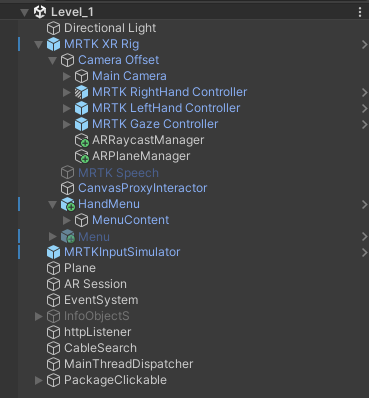 Level_1
Directional Light
MRTK XR Rig
Camera Offset
Main Camera
MRTK RightHand Controller
MRTK LeftHand Controller
MRTK Gaze Controller
ARRaycastManager
ARPlaneManager
MRTK Speech
CanvasProxyInteractor
HandMenu
MenuContent
Menu
MRTKInputSimulator
Plane
AR Session
EventSystem
InfoObjectS
httpListener
CableSearch
MainThreadDispatcher
PackageClickable